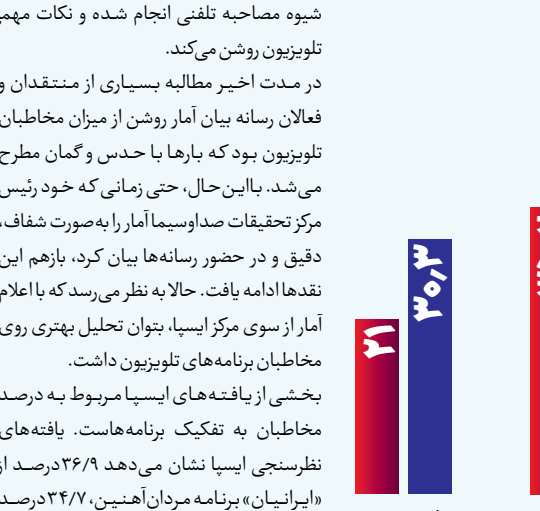 شیوه مصاحبه تلفنی انجام شده و نکات مهمی
تلویزیون روشن می‌کند.
در مدت اخیر مطالبه بسیاری از منتقدان و
فعالان رسانه بیان آمار روشن از میزان مخاطبان
تلویزیون بود که بارها با حدس و گمان مطرح
می‌شد. بااین‌حال، حتی زمانی که خود رئیس
مرکز تحقیقات صداوسیما آمار را به‌صورت شفاف،
دقیق و در حضور رسانه‌ها بیان کرد، بازهم این
نقدها ادامه یافت. حالا به نظر می‌رسد که با اعلام
آمار از سوی مرکز ایسپا، بتوان تحلیل بهتری روی
مخاطبان برنامه‌های تلویزیون داشت.
بخشی از یافته‌های ایسپا مربوط به درصد
مخاطبان به تفکیک برنامه‌هاست. یافته‌های
نظرسنجی ایسپا نشان می‌دهد ۳۶/۹درصد از
«ایرانیان» برنامه مردان‌آهنین، ۳۴/۷درصد
۳۰٫۳
۲۱